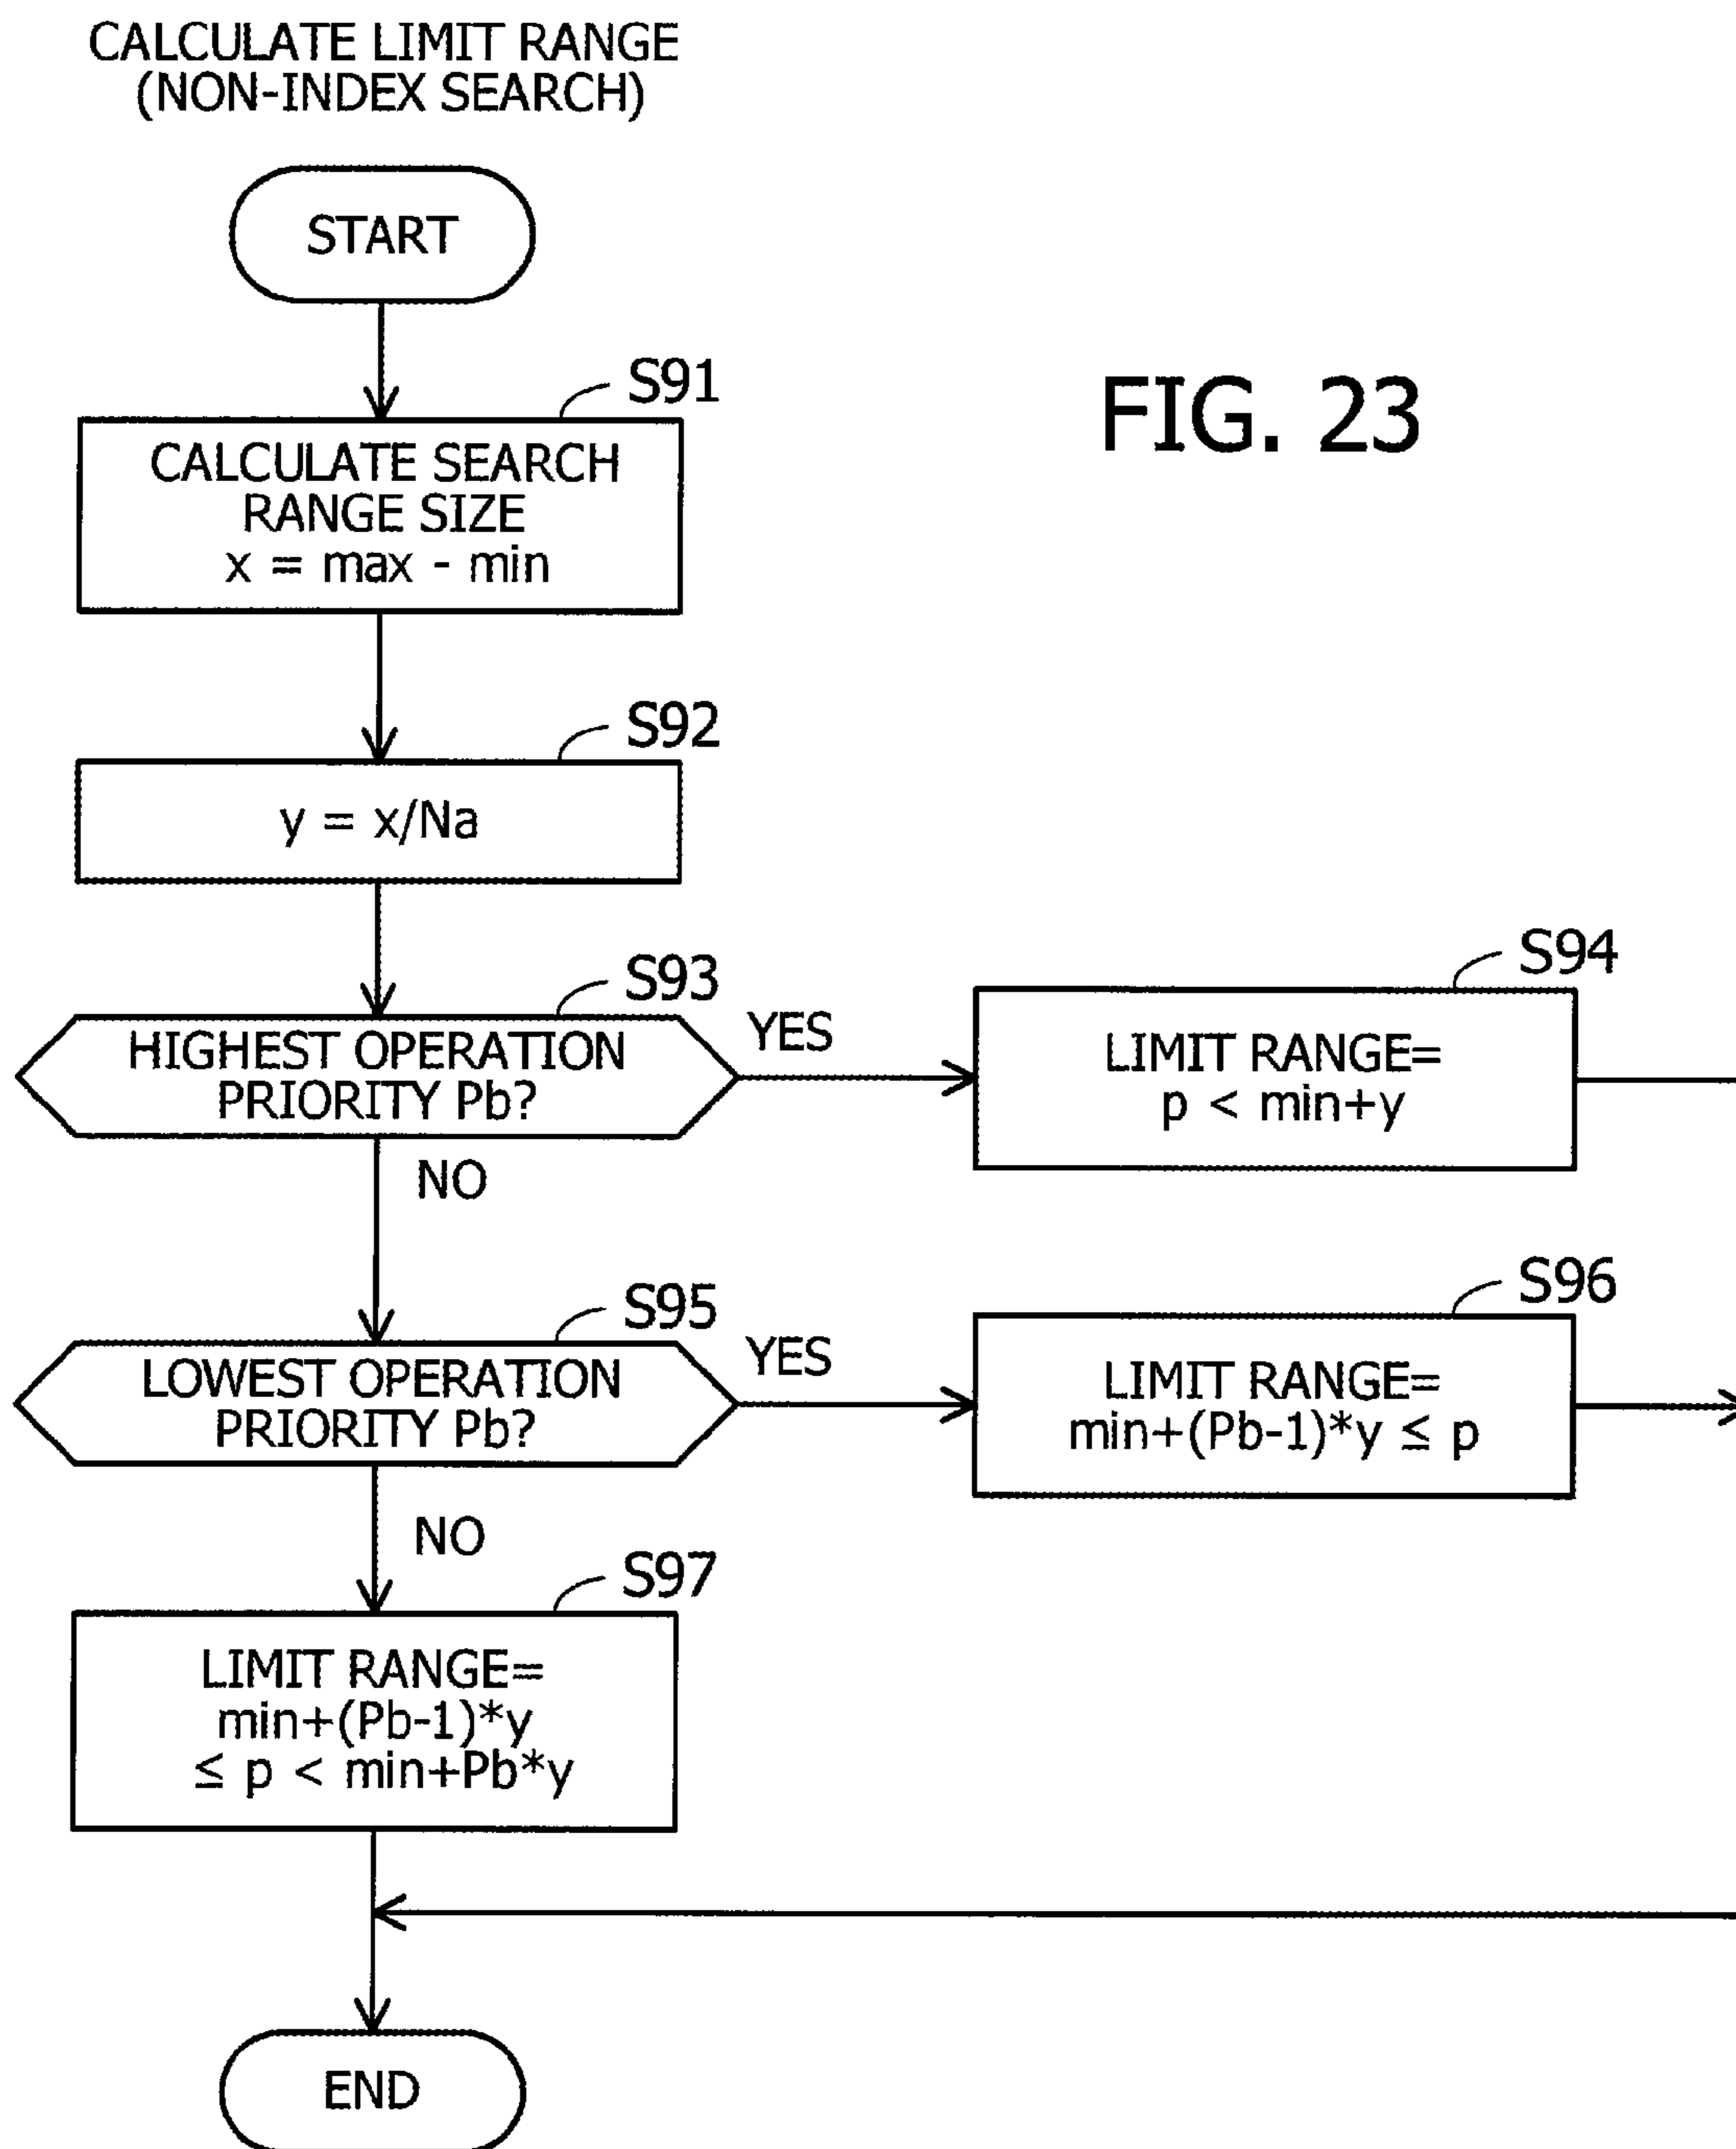 CALCULATE LIMIT RANGE
(NON-INDEX SEARCH)
START
FIG. 23
S91
CALCULATE SEARCH
RANGE SIZE
x = max - min
S92
y = x/Na
S93
HIGHEST OPERATION
PRIORITY Pb?
YES
NO
S94
LIMIT RANGE=
p < min+y
S95
LOWEST OPERATION
PRIORITY Pb?
YES
NO
S96
LIMIT RANGE=
min+(Pb-1)*y ≤ p
S97
LIMIT RANGE=
min+(Pb-1)*y
≤ p < min+Pb*y
END